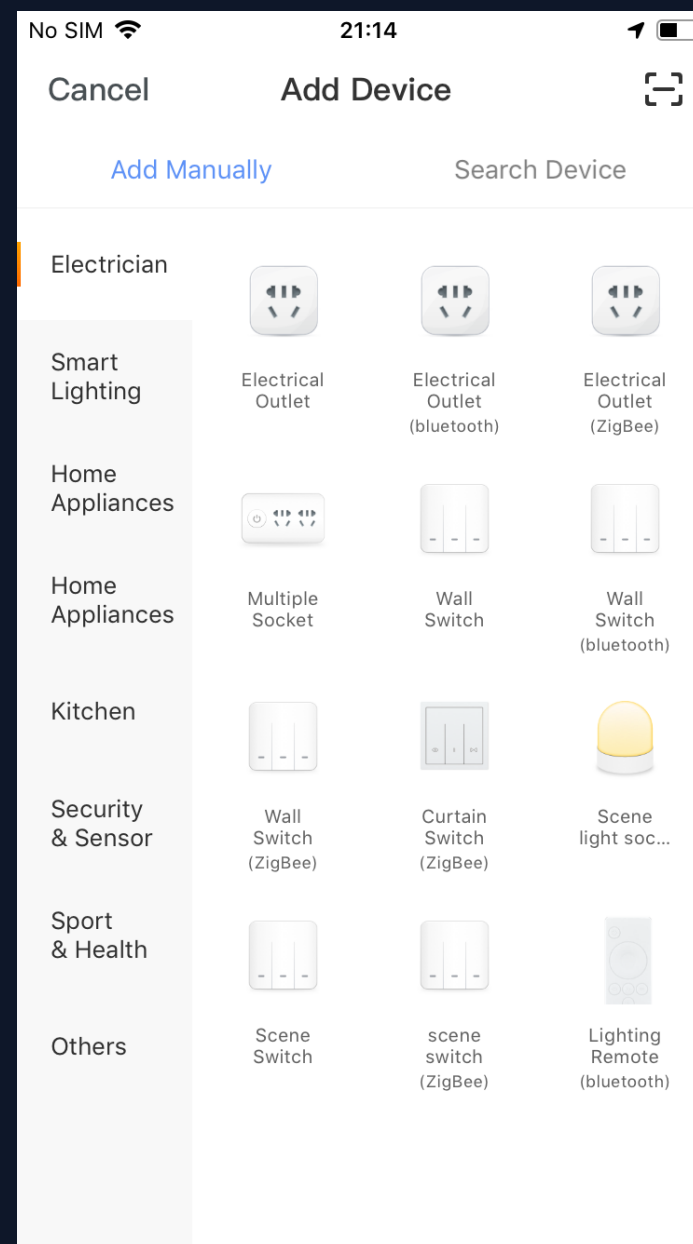 No SIM 21:14
Cancel Add Device
Add Manually Search Device
Electrician
Smart
Lighting
Home
Appliances
Home
Appliances
Kitchen
Security
& Sensor
Sport
& Health
Others
Electrical
Outlet
Electrical
Outlet
(bluetooth)
Electrical
Outlet
(ZigBee)
Multiple
Socket
Wall
Switch
Wall
Switch
(bluetooth)
Wall
Switch
(ZigBee)
Curtain
Switch
(ZigBee)
Scene
light soc...
Scene
Switch
scene
switch
(ZigBee)
Lighting
Remote
(bluetooth)